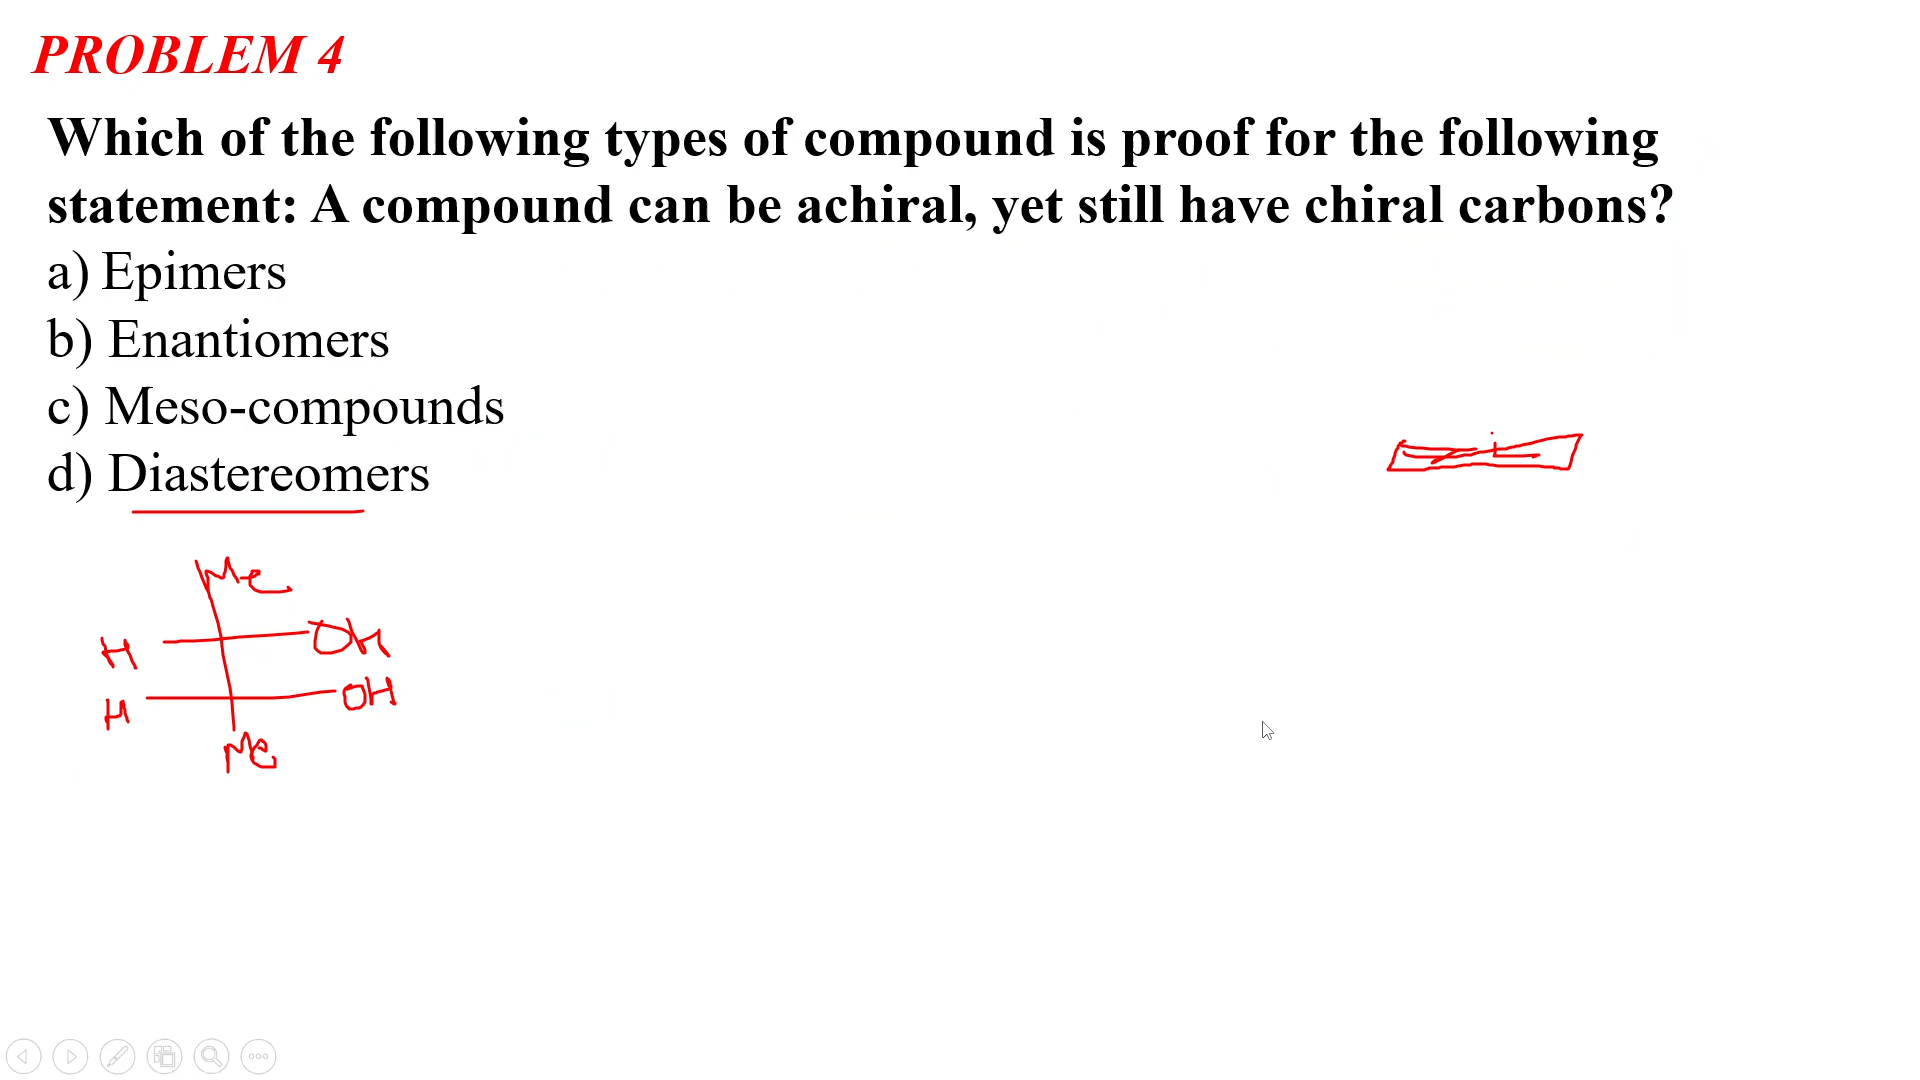 PROBLEM 4
Which of the following types of compound is proof for the following
statement: A compound can be achiral, yet still have chiral carbons?
a) Epimers
b) Enantiomers
c) Meso-compounds
d) Diastereomers
Me
H OH
H OH
Me